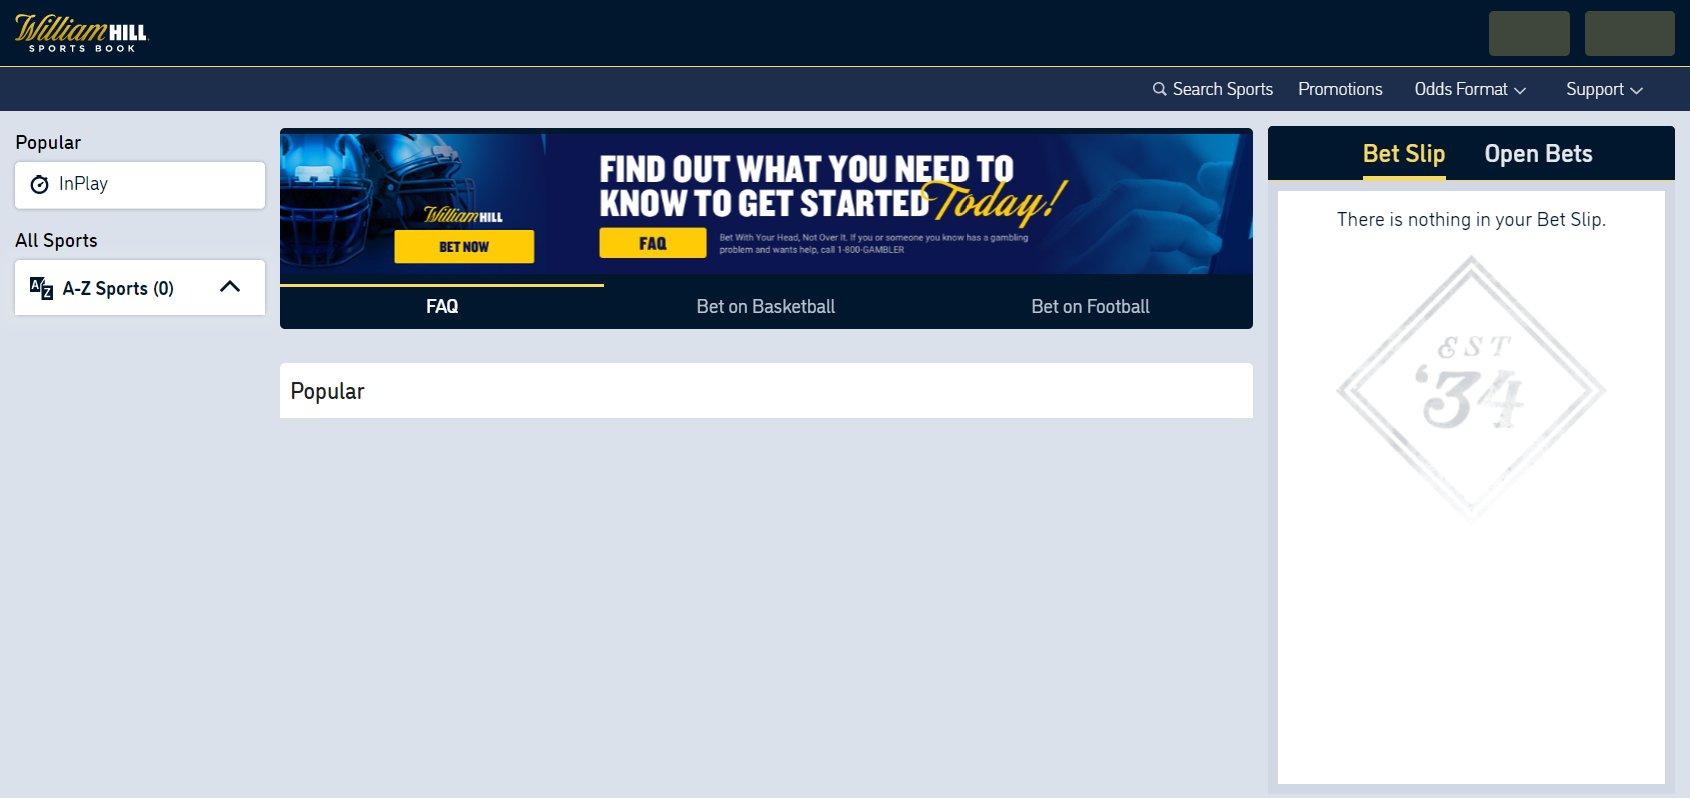 William HILL
SPORTS BOOK
Search Sports
Promotions
Odds Format
Support
Popular
InPlay
All Sports
A-Z Sports (0)
William HILL
BET NOW
FIND OUT WHAT YOU NEED TO
KNOW TO GET STARTED Today!
FAQ
Bet With Your Head, Not Over It. If you or someone you know has a gambling
problem and wants help, call 1-800-GAMBLER
FAQ
Bet on Basketball
Bet on Football
Popular
Bet Slip
Open Bets
There is nothing in your Bet Slip.
EST
‘34